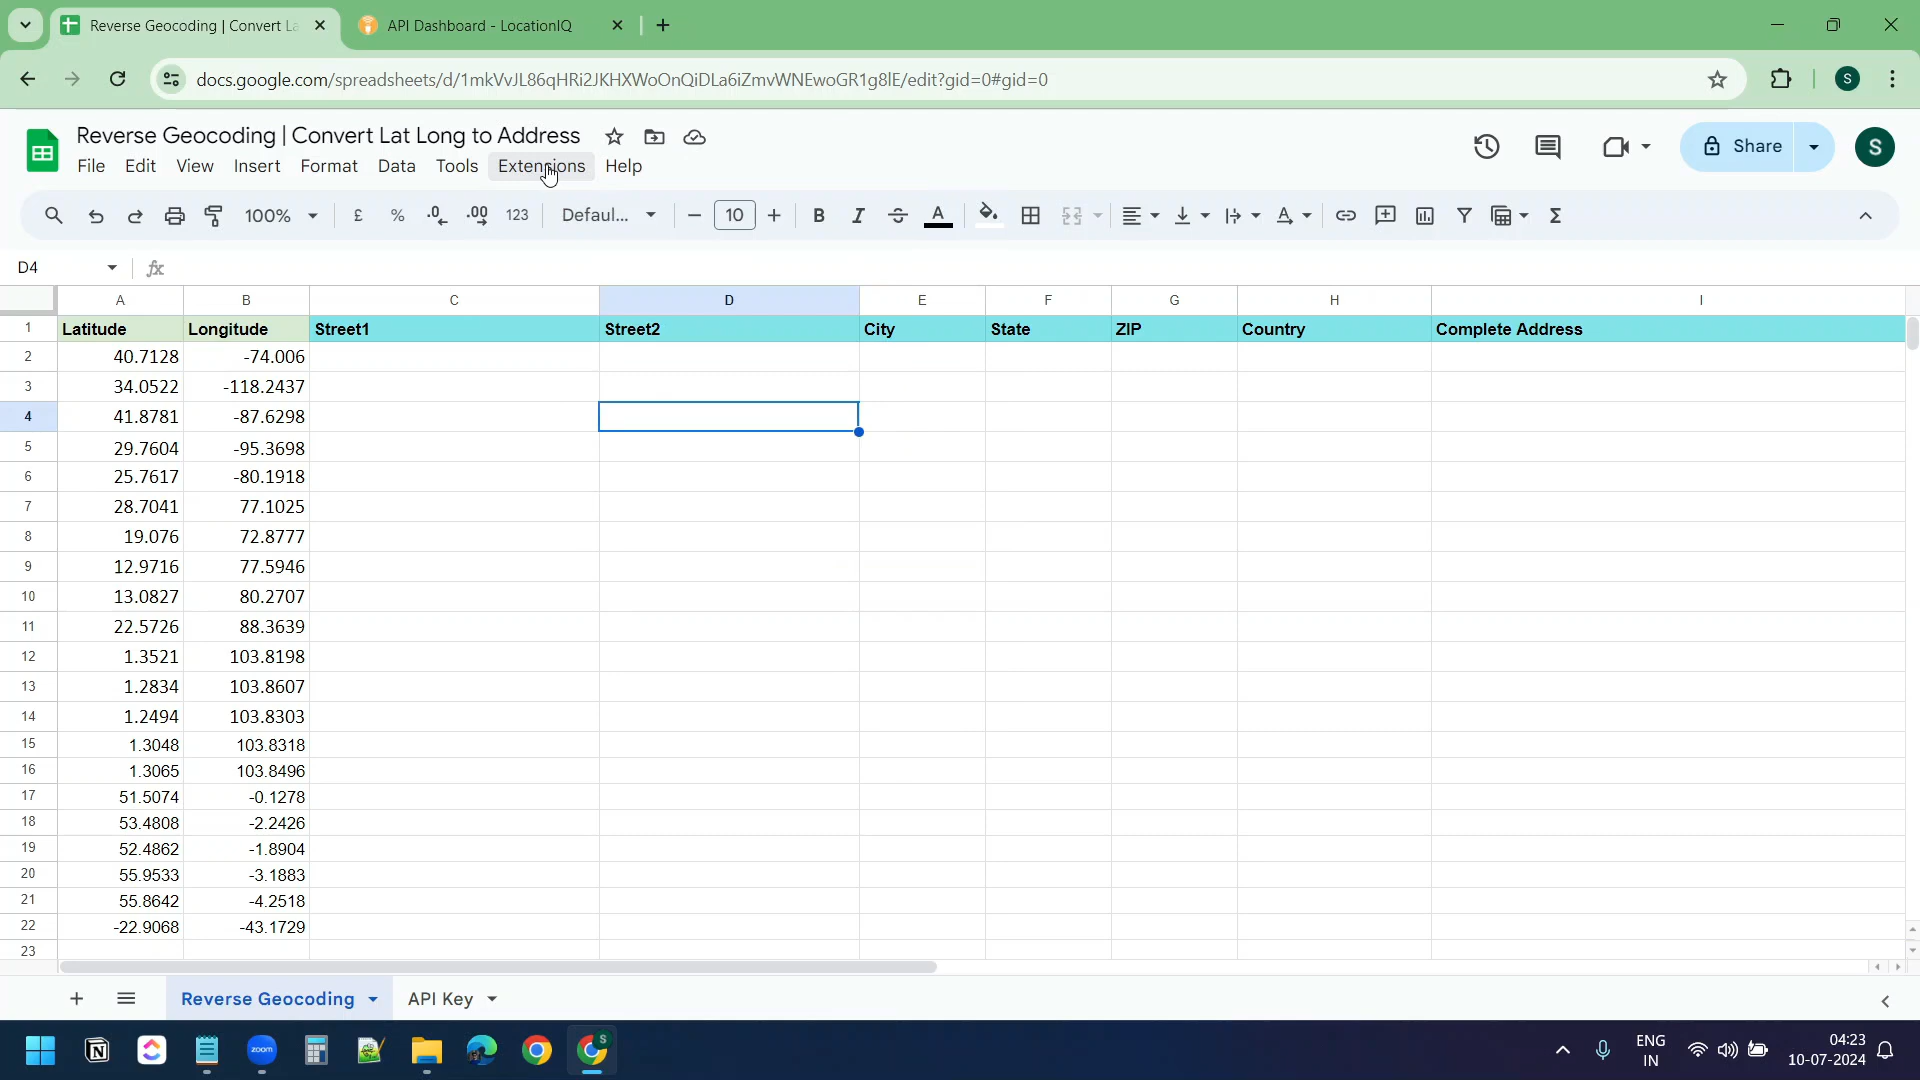 Reverse Geocoding | Convert La
API Dashboard - LocationIQ
docs.google.com/spreadsheets/d/1mkVvJL86qHRi2JKHXWoOnQiDLa6iZmvWNEwoGR1g8lE/edit?gid=0#gid=0
S
Reverse Geocoding | Convert Lat Long to Address
File Edit View Insert Format Data Tools Extensions Help
Share
S
100% £ % .0 .00 123 Defaul... 10 B I A
D4 fx
A B C D E F G H I
1 Latitude Longitude Street1 Street2 City State ZIP Country Complete Address
2 40.7128 -74.006
3 34.0522 -118.2437
4 41.8781 -87.6298
5 29.7604 -95.3698
6 25.7617 -80.1918
7 28.7041 77.1025
8 19.076 72.8777
9 12.9716 77.5946
10 13.0827 80.2707
11 22.5726 88.3639
12 1.3521 103.8198
13 1.2834 103.8607
14 1.2494 103.8303
15 1.3048 103.8318
16 1.3065 103.8496
17 51.5074 -0.1278
18 53.4808 -2.2426
19 52.4862 -1.8904
20 55.9533 -3.1883
21 55.8642 -4.2518
22 -22.9068 -43.1729
23
Reverse Geocoding API Key
zoom
S
ENG
IN
04:23
10-07-2024